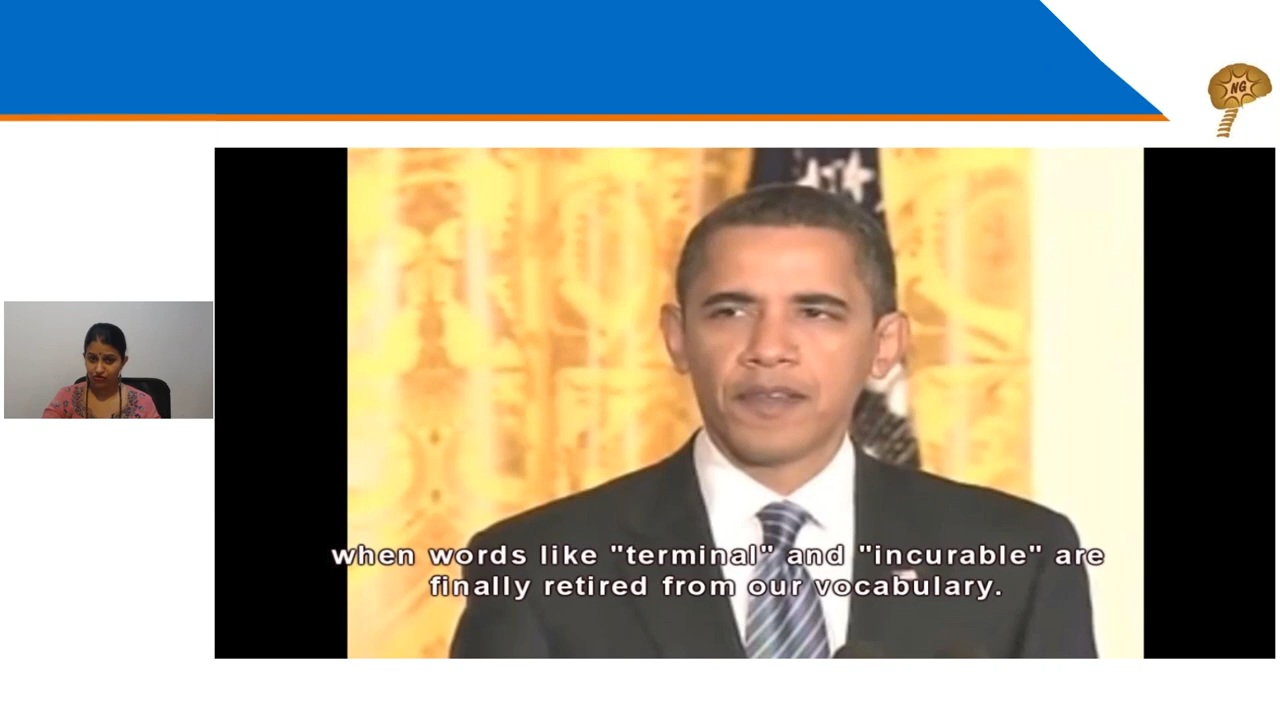 NG
when words like "terminal" and "incurable" are
finally retired from our vocabulary.